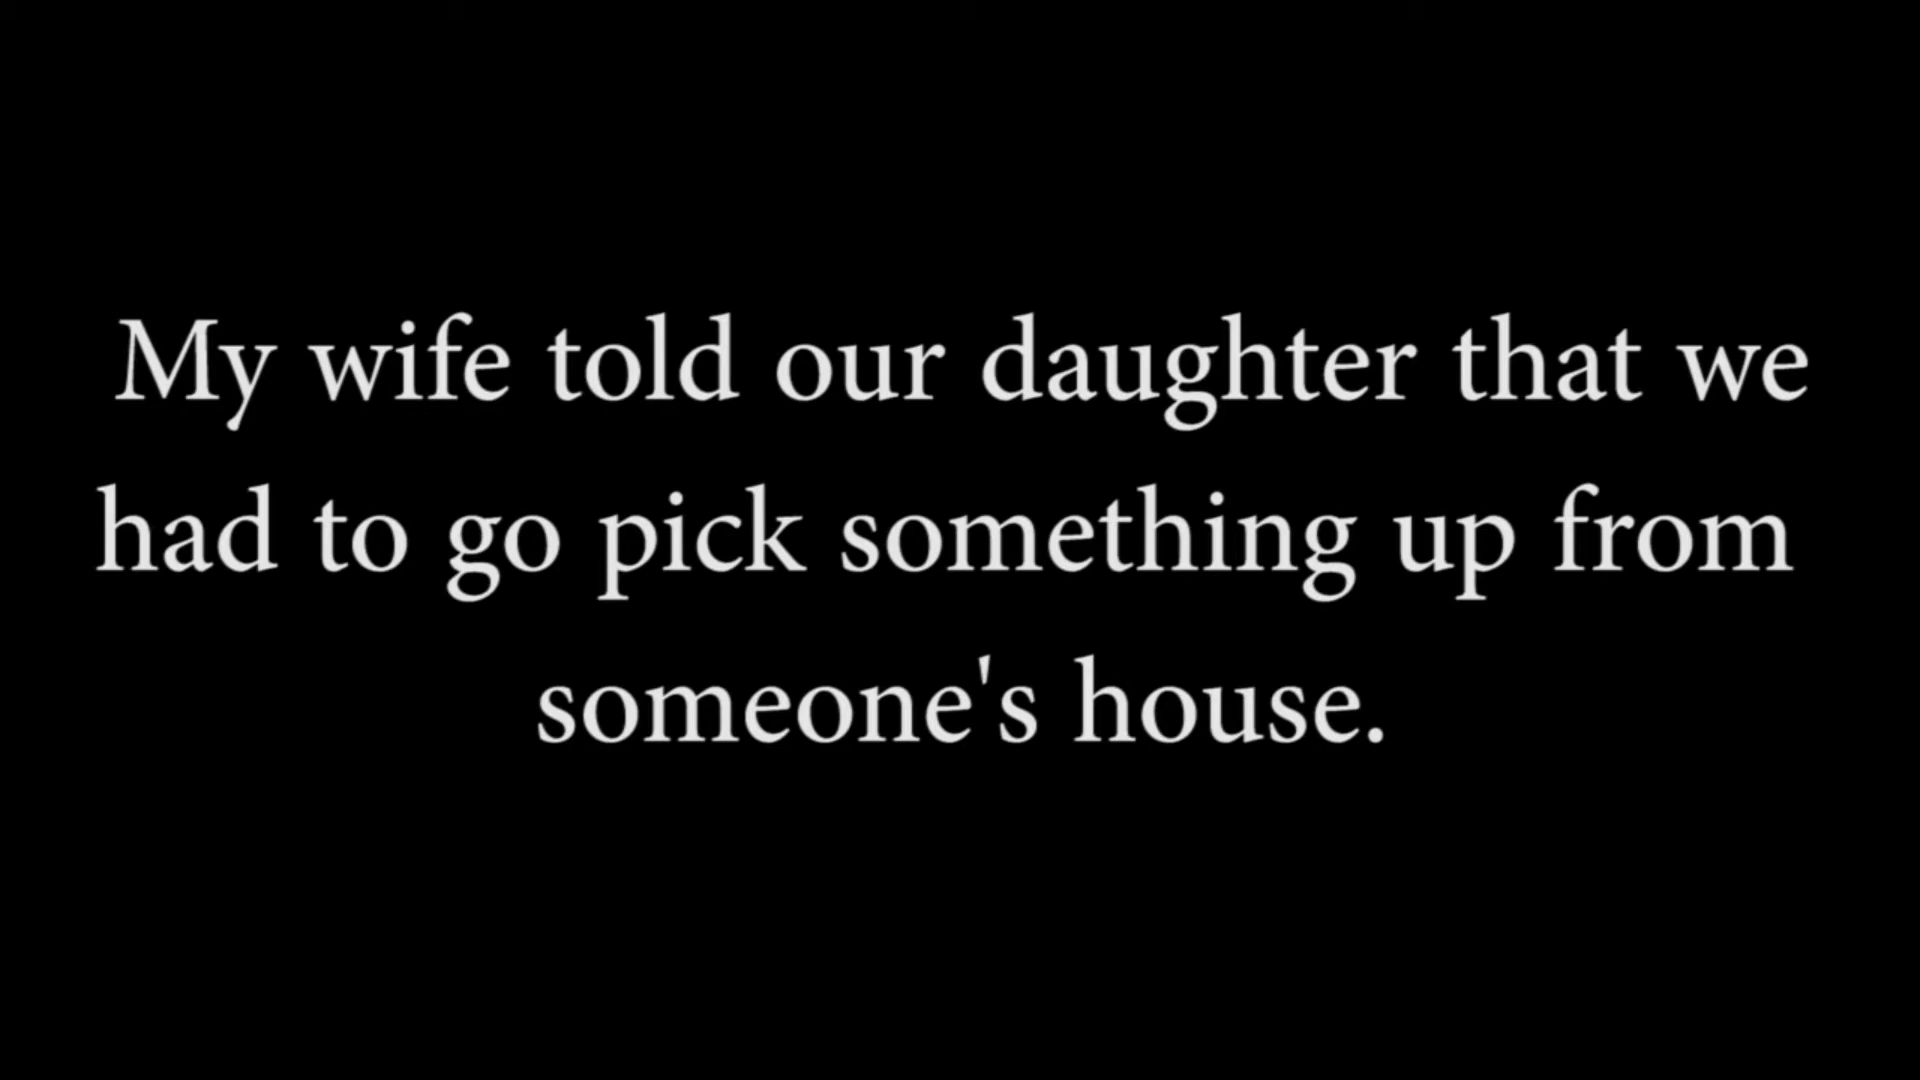 My wife told our daughter that we
had to go pick something up from
someone's house.